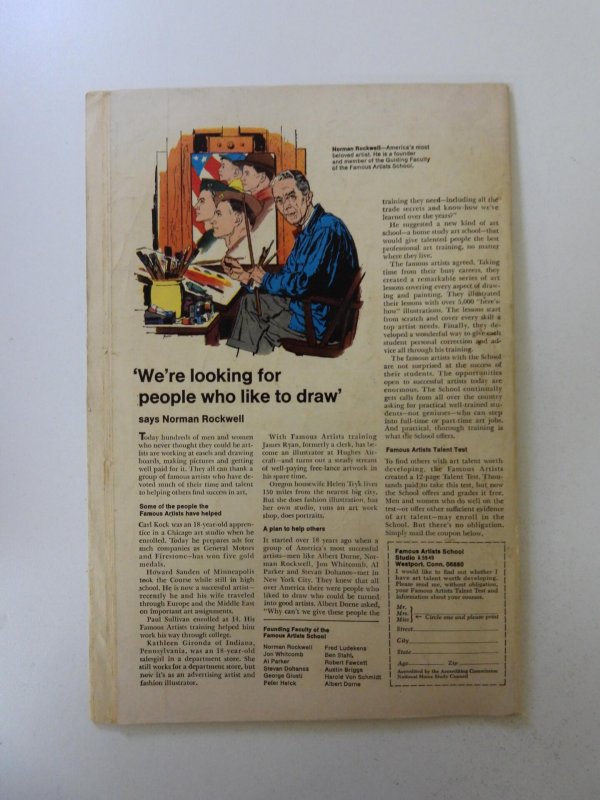 Norman Rockwell—America's most
beloved artist. He is a founder
and member of the Guiding Faculty
of the Famous Artists School.
'We're looking for
people who like to draw'
says Norman Rockwell
Today hundreds of men and women
who never thought they could be art-
ists are working at easels and drawing
boards, making pictures and getting
well paid for it. They all can thank a
group of famous artists who have de-
voted much of their time and talent
to helping others find success in art.
Some of the people the
Famous Artists have helped
Carl Kock was an 18-year-old appren-
tice in a Chicago art studio when he
enrolled. Today he prepares ads for
such companies as General Motors
and Firestone—has won five gold
medals.
Howard Sanden of Minneapolis
took the Course while still in high
school. He is now a successful artist—
recently he and his wife traveled
through Europe and the Middle East
on important art assignments.
Paul Sullivan enrolled at 14. His
Famous Artists training helped him
work his way through college.
Kathleen Gironda of Indiana,
Pennsylvania, was an 18-year-old
salesgirl in a department store. She
still works for a department store, but
now it's as an advertising artist and
fashion illustrator.
With Famous Artists training
James Ryan, formerly a clerk, has be-
come an illustrator at Hughes Air-
craft—and turns out a steady stream
of well-paying free-lance artwork in
his spare time.
Oregon housewife Helen Tryk lives
150 miles from the nearest big city.
But she does fashion illustration, has
her own studio, runs an art work
shop, does portraits.
A plan to help others
It started over 18 years ago when a
group of America's most successful
artists—men like Albert Dorne, Nor-
man Rockwell, Jon Whitcomb, Al
Parker and Stevan Dohanos—met in
New York City. They knew that all
over America there were people who
liked to draw who could be turned
into good artists. Albert Dorne asked,
"Why can't we give these people the
Founding Faculty of the
Famous Artists School
Norman Rockwell
Jon Whitcomb
Al Parker
Stevan Dohanos
George Giusti
Peter Helck
Fred Ludekens
Ben Stahl
Robert Fawcett
Austin Briggs
Harold Von Schmidt
Albert Dorne
training they need—including all the
trade secrets and know-how we've
learned over the years?"
He suggested a new kind of art
school—a home study art school—that
would give talented people the best
professional art training, no matter
where they live.
The famous artists agreed. Taking
time from their busy careers, they
created a remarkable series of art
lessons covering every aspect of draw-
ing and painting. They illustrated
their lessons with over 5,000 "here's
how" illustrations. The lessons start
from scratch and cover every skill a
top artist needs. Finally, they de-
veloped a wonderful way to give each
student personal correction and ad-
vice all through his training.
The famous artists with the School
are not surprised at the success of
their students. The opportunities
open to successful artists today are
enormous. The School continually
gets calls from all over the country
asking for practical well-trained stu-
dents—not geniuses—who can step
into full-time or part-time art jobs.
And practical, thorough training is
what the School offers.
Famous Artists Talent Test
To find others with art talent worth
developing, the Famous Artists
created a 12-page Talent Test. Thou-
sands paid to take this test, but now
the School offers and grades it free.
Men and women who do well on the
test—or offer other sufficient evidence
of art talent—may enroll in the
School. But there's no obligation.
Simply mail the coupon below.
Famous Artists School
Studio
Westport, Conn. 06880
I would like to find out whether I
have art talent worth developing.
Please send me, without obligation,
your Famous Artists Talent Test and
information about your courses.
Mr.
Mrs.
Miss
← Circle one and please print
Street
City
State
Age Zip
Accredited by the Accrediting Commission
National Home Study Council